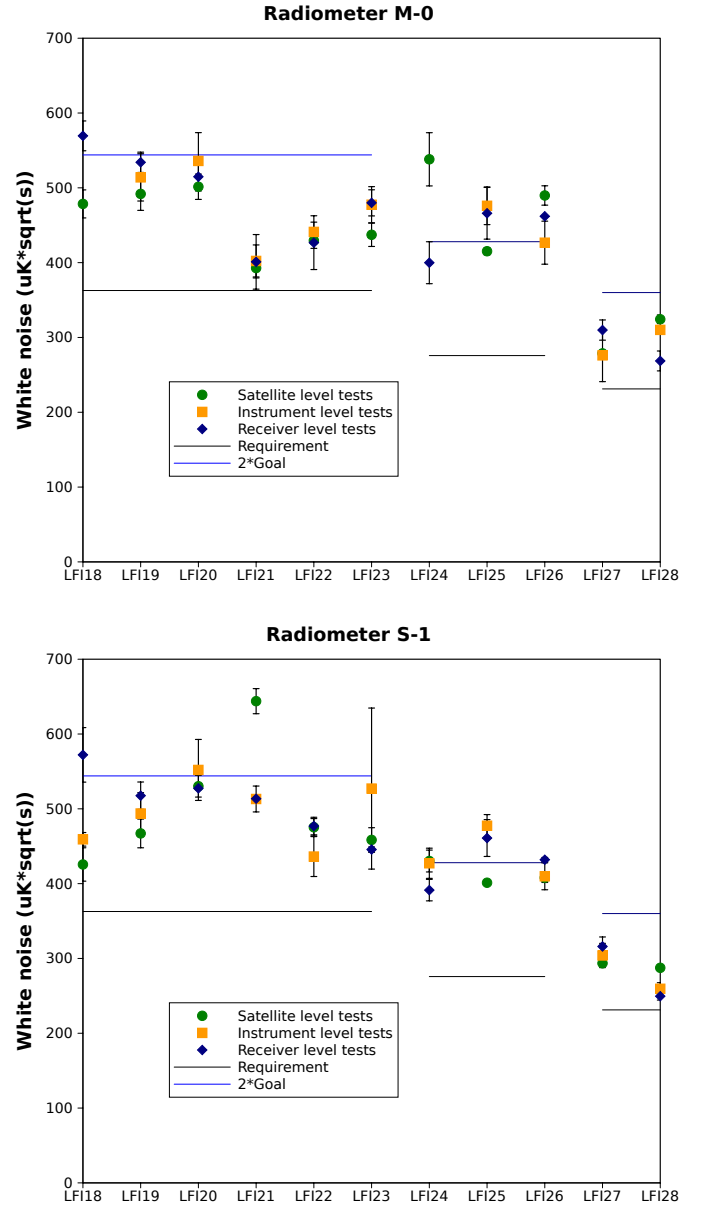 Radiometer M-0
White noise (uK*sqrt(s))
700
600
500
400
300
200
100
0
Satellite level tests
Instrument level tests
Receiver level tests
Requirement
2*Goal
LFI18 LFI19 LFI20 LFI21 LFI22 LFI23 LFI24 LFI25 LFI26 LFI27 LFI28
Radiometer S-1
White noise (uK*sqrt(s))
700
600
500
400
300
200
100
0
Satellite level tests
Instrument level tests
Receiver level tests
Requirement
2*Goal
LFI18 LFI19 LFI20 LFI21 LFI22 LFI23 LFI24 LFI25 LFI26 LFI27 LFI28